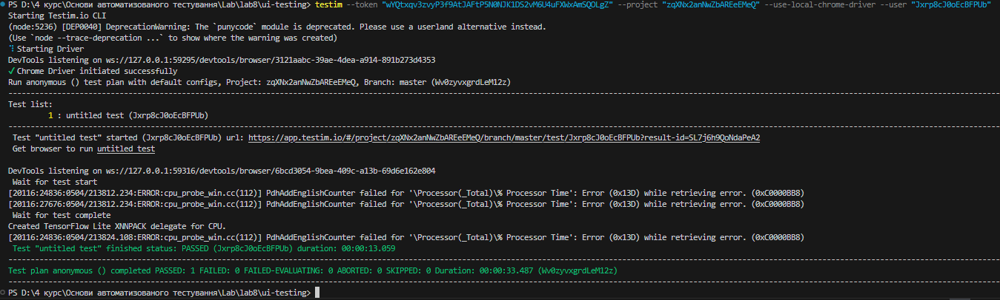 PS D:\4 курс\Основи автоматизованого тестування\Lab\lab8\ui-testing> testim --token "wYQtxqv3zvyP3f9AtJAFtP5N0NJK1DS2vM6U4uFXWxAmSQOLgZ" --project "zqXNx2anNwZbAREeEMeQ" --use-local-chrome-driver --user "Jxrp8cJ0oEcBFPUb"
Starting Testim.io CLI
(node:5236) [DEP0040] DeprecationWarning: The `punycode` module is deprecated. Please use a userland alternative instead.
(Use `node --trace-deprecation ...` to show where the warning was created)
Starting Driver
DevTools listening on ws://127.0.0.1:59295/devtools/browser/3121aabc-39ae-4dea-a914-891b273d4353
✓ Chrome Driver initiated successfully
Run anonymous () test plan with default configs, Project: zqXNx2anNwZbAREeEMeQ, Branch: master (Wv0zyvxgrdLeM12z)
Test list:
1 : untitled test (Jxrp8cJ0oEcBFPUb)
Test "untitled test" started (Jxrp8cJ0oEcBFPUb) url: https://app.testim.io/#/project/zqXNx2anNwZbAREeEMeQ/branch/master/test/Jxrp8cJ0oEcBFPUb?result-id=SL7j6h9QoNdaPeA2
Get browser to run untitled test
DevTools listening on ws://127.0.0.1:59316/devtools/browser/6bcd3054-9bea-409c-a13b-69d6e162e804
Wait for test start
[20116:24836:0504/213812.234:ERROR:cpu_probe_win.cc(112)] PdhAddEnglishCounter failed for '\Processor(_Total)\% Processor Time': Error (0x13D) while retrieving error. (0xC0000BB8)
[20116:27676:0504/213812.234:ERROR:cpu_probe_win.cc(112)] PdhAddEnglishCounter failed for '\Processor(_Total)\% Processor Time': Error (0x13D) while retrieving error. (0xC0000BB8)
Wait for test complete
Created TensorFlow Lite XNNPACK delegate for CPU.
[20116:24836:0504/213824.108:ERROR:cpu_probe_win.cc(112)] PdhAddEnglishCounter failed for '\Processor(_Total)\% Processor Time': Error (0x13D) while retrieving error. (0xC0000BB8)
Test "untitled test" finished status: PASSED (Jxrp8cJ0oEcBFPUb) duration: 00:00:13.059
Test plan anonymous () completed PASSED: 1 FAILED: 0 FAILED-EVALUATING: 0 ABORTED: 0 SKIPPED: 0 Duration: 00:00:33.487 (Wv0zyvxgrdLeM12z)
PS D:\4 курс\Основи автоматизованого тестування\Lab\lab8\ui-testing>